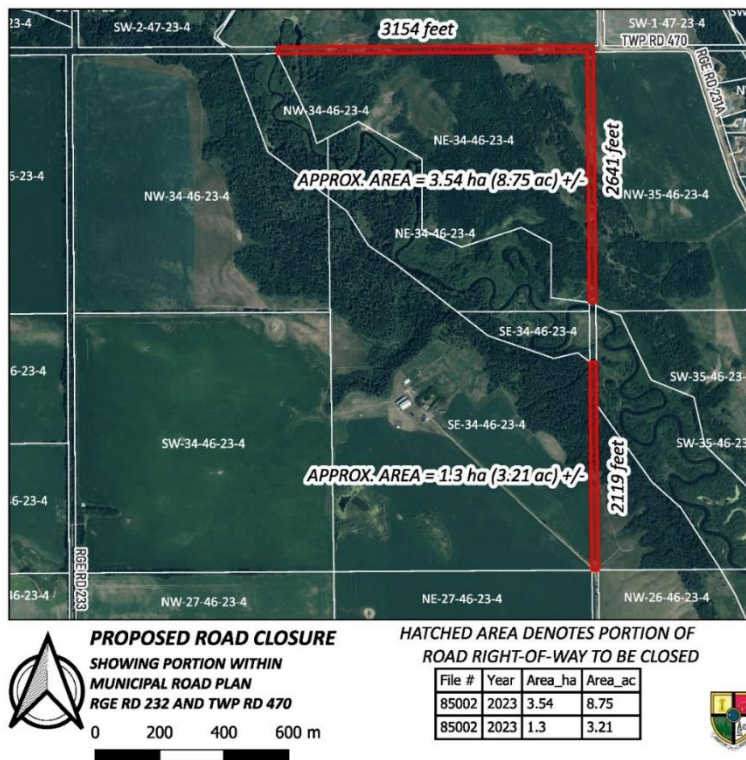 SW-2-47-23-4
SW-1-47-23-4
3154 feet
TWP RD 470
RGE RD 231A
NW-34-46-23-4
NE-34-46-23-4
2641 feet
APPROX. AREA = 3.54 ha (8.75 ac) +/-
NW-34-46-23-4
NW-35-46-23-4
NE-34-46-23-4
SE-34-46-23-4
6-23-4
SW-35-46-23-4
6-23-4
SE-34-46-23-4
SW-34-46-23-4
SW-35-46-23-4
APPROX. AREA = 1.3 ha (3.21 ac) +/-
2119 feet
RGE RD 233
NW-27-46-23-4
NE-27-46-23-4
NW-26-46-23-4
PROPOSED ROAD CLOSURE
SHOWING PORTION WITHIN
MUNICIPAL ROAD PLAN
RGE RD 232 AND TWP RD 470
0 200 400 600 m
HATCHED AREA DENOTES PORTION OF
ROAD RIGHT-OF-WAY TO BE CLOSED
File # Year Area_ha Area_ac
85002 2023 3.54 8.75
85002 2023 1.3 3.21